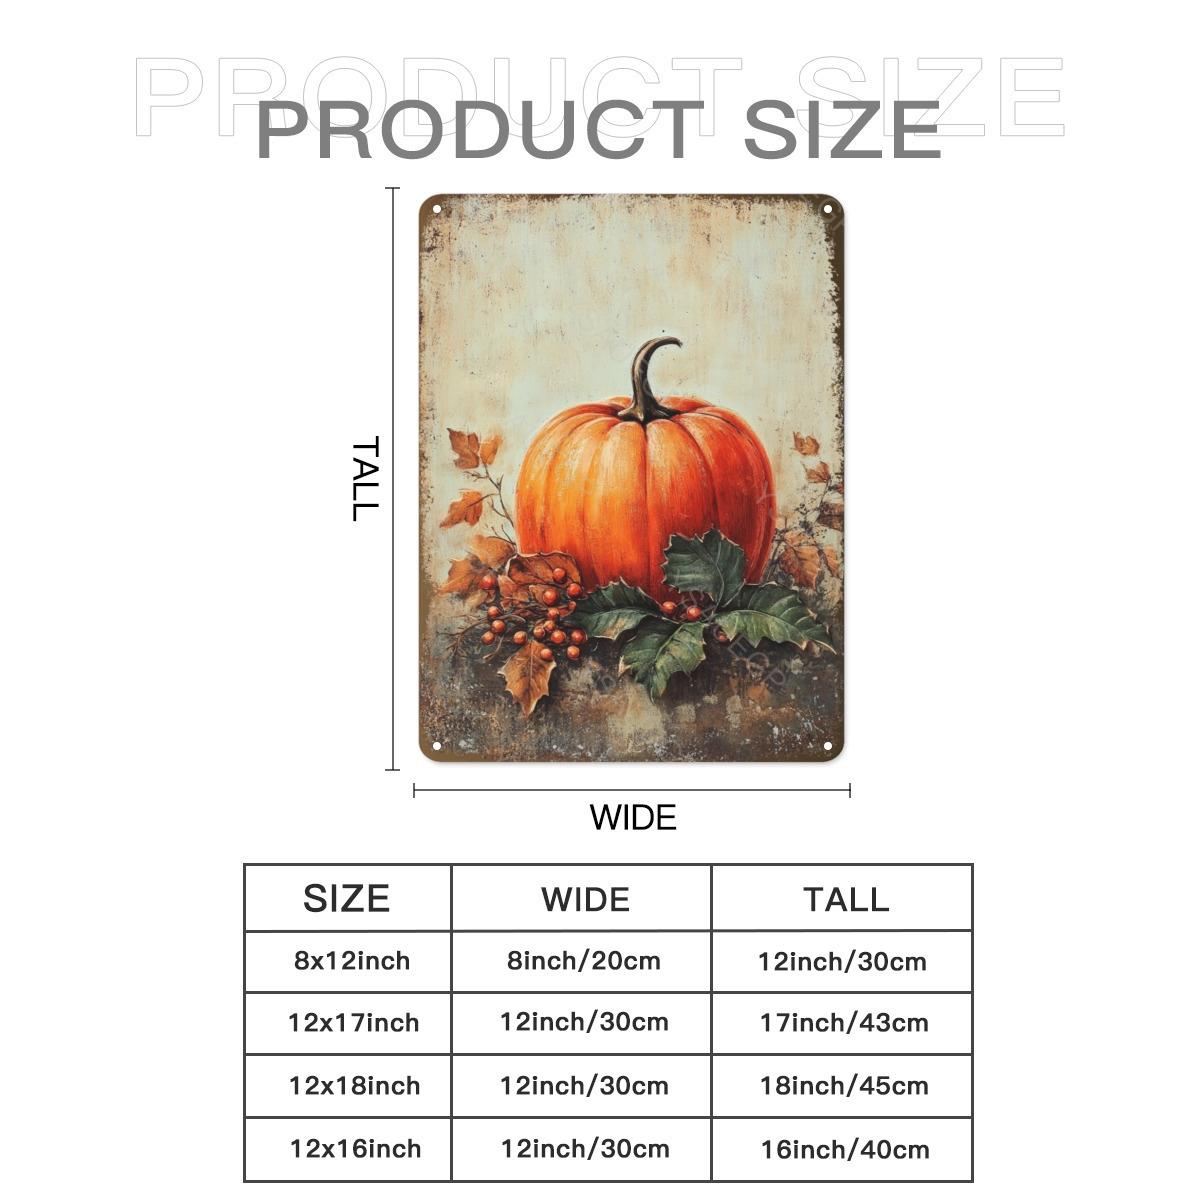 PRODUCT SIZE
PRODUCT SIZE
TALL
WIDE
SIZE WIDE TALL
8x12inch 8inch/20cm 12inch/30cm
12x17inch 12inch/30cm 17inch/43cm
12x18inch 12inch/30cm 18inch/45cm
12x16inch 12inch/30cm 16inch/40cm